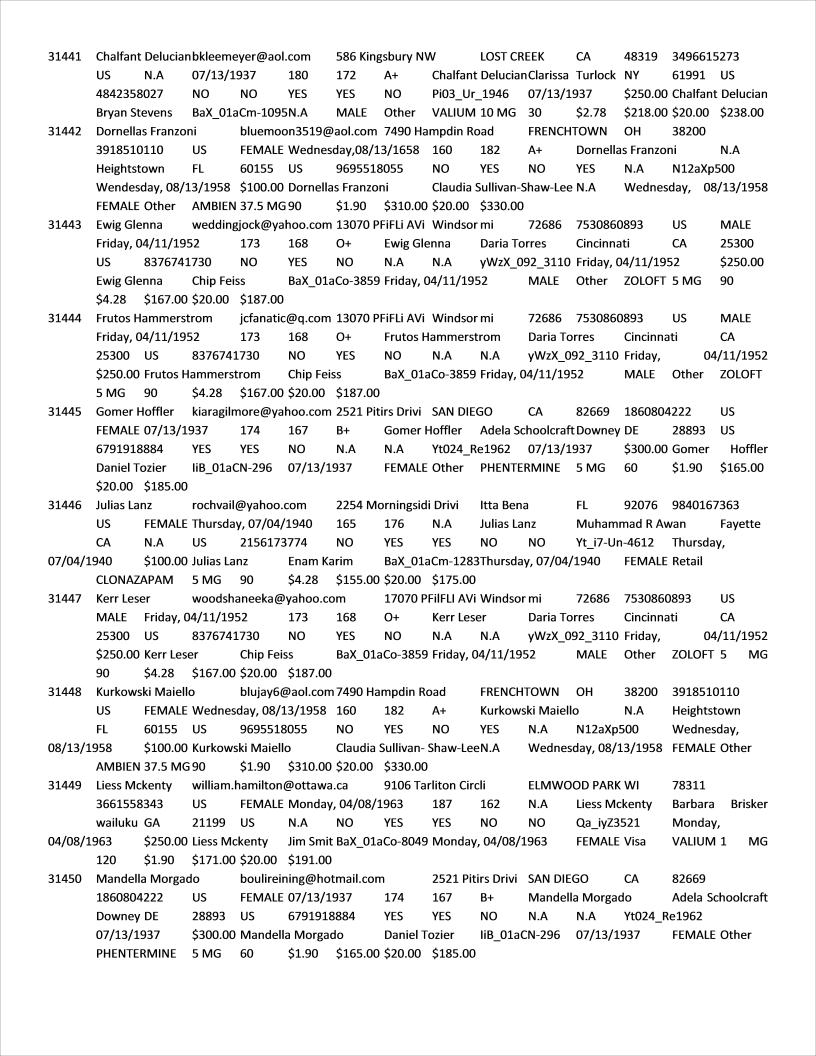 31441 Chalfant Delucian bkleemeyer@aol.com 586 Kingsbury NW LOST CREEK CA 48319 3496615273
US N.A 07/13/1937 180 172 A+ Chalfant Delucian Clarissa Turlock NY 61991 US
4842358027 NO NO YES YES NO Pi03_Ur_1946 07/13/1937 $250.00 Chalfant Delucian
Bryan Stevens BaX_01aCm-1095 N.A MALE Other VALIUM 10 MG 30 $2.78 $218.00 $20.00 $238.00
31442 Dornellas Franzoni bluemoon3519@aol.com 7490 Hampdin Road FRENCHTOWN OH 38200
3918510110 US FEMALE Wednesday,08/13/1658 160 182 A+ Dornellas Franzoni N.A
Heightstown FL 60155 US 9695518055 NO YES NO YES N.A N12aXp500
Wendesday, 08/13/1958 $100.00 Dornellas Franzoni Claudia Sullivan-Shaw-Lee N.A Wednesday, 08/13/1958
FEMALE Other AMBIEN 37.5 MG 90 $1.90 $310.00 $20.00 $330.00
31443 Ewig Glenna weddingjock@yahoo.com 13070 PFiFLi AVi Windsor mi 72686 7530860893 US MALE
Friday, 04/11/1952 173 168 O+ Ewig Glenna Daria Torres Cincinnati CA 25300
US 8376741730 NO YES NO N.A N.A yWzX_092_3110 Friday, 04/11/1952 $250.00
Ewig Glenna Chip Feiss BaX_01aCo-3859 Friday, 04/11/1952 MALE Other ZOLOFT 5 MG 90
$4.28 $167.00 $20.00 $187.00
31444 Frutos Hammerstrom jcfanatic@q.com 13070 PFiFLi AVi Windsor mi 72686 7530860893 US MALE
Friday, 04/11/1952 173 168 O+ Frutos Hammerstrom Daria Torres Cincinnati CA
25300 US 8376741730 NO YES NO N.A N.A yWzX_092_3110 Friday, 04/11/1952
$250.00 Frutos Hammerstrom Chip Feiss BaX_01aCo-3859 Friday, 04/11/1952 MALE Other ZOLOFT
5 MG 90 $4.28 $167.00 $20.00 $187.00
31445 Gomer Hoffler kiaragilmore@yahoo.com 2521 Pitirs Drivi SAN DIEGO CA 82669 1860804222 US
FEMALE 07/13/1937 174 167 B+ Gomer Hoffler Adela Schoolcraft Downey DE 28893 US
6791918884 YES YES NO N.A N.A Yt024_Re1962 07/13/1937 $300.00 Gomer Hoffler
Daniel Tozier IiB_01aCN-296 07/13/1937 FEMALE Other PHENTERMINE 5 MG 60 $1.90 $165.00
$20.00 $185.00
31446 Julias Lanz rochvail@yahoo.com 2254 Morningsidi Drivi Itta Bena FL 92076 9840167363
US FEMALE Thursday, 07/04/1940 165 176 N.A Julias Lanz Muhammad R Awan Fayette
CA N.A US 2156173774 NO YES YES NO NO Yt_i7-Un-4612 Thursday,
07/04/1940 $100.00 Julias Lanz Enam Karim BaX_01aCm-1283 Thursday, 07/04/1940 FEMALE Retail
CLONAZAPAM 5 MG 90 $4.28 $155.00 $20.00 $175.00
31447 Kerr Leser woodshaneeka@yahoo.com 17070 PFiIFLI AVi Windsor mi 72686 7530860893 US
MALE Friday, 04/11/1952 173 168 O+ Kerr Leser Daria Torres Cincinnati CA
25300 US 8376741730 NO YES NO N.A N.A yWzX_092_3110 Friday, 04/11/1952
$250.00 Kerr Leser Chip Feiss BaX_01aCo-3859 Friday, 04/11/1952 MALE Other ZOLOFT 5 MG
90 $4.28 $167.00 $20.00 $187.00
31448 Kurkowski Maiello blujay6@aol.com 7490 Hampdin Road FRENCHTOWN OH 38200 3918510110
US FEMALE Wednesday, 08/13/1958 160 182 A+ Kurkowski Maiello N.A Heightstown
FL 60155 US 9695518055 NO YES NO YES N.A N12aXp500 Wednesday,
08/13/1958 $100.00 Kurkowski Maiello Claudia Sullivan- Shaw-Lee N.A Wednesday, 08/13/1958 FEMALE Other
AMBIEN 37.5 MG 90 $1.90 $310.00 $20.00 $330.00
31449 Liess Mckenty william.hamilton@ottawa.ca 9106 Tarliton Circli ELMWOOD PARK WI 78311
3661558343 US FEMALE Monday, 04/08/1963 187 162 N.A Liess Mckenty Barbara Brisker
wailuku GA 21199 US N.A NO YES YES NO NO Qa_iyZ3521 Monday,
04/08/1963 $250.00 Liess Mckenty Jim Smit BaX_01aCo-8049 Monday, 04/08/1963 FEMALE Visa VALIUM 1 MG
120 $1.90 $171.00 $20.00 $191.00
31450 Mandella Morgado boulireining@hotmail.com 2521 Pitirs Drivi SAN DIEGO CA 82669
1860804222 US FEMALE 07/13/1937 174 167 B+ Mandella Morgado Adela Schoolcraft
Downey DE 28893 US 6791918884 YES YES NO N.A N.A Yt024_Re1962
07/13/1937 $300.00 Mandella Morgado Daniel Tozier IiB_01aCN-296 07/13/1937 FEMALE Other
PHENTERMINE 5 MG 60 $1.90 $165.00 $20.00 $185.00